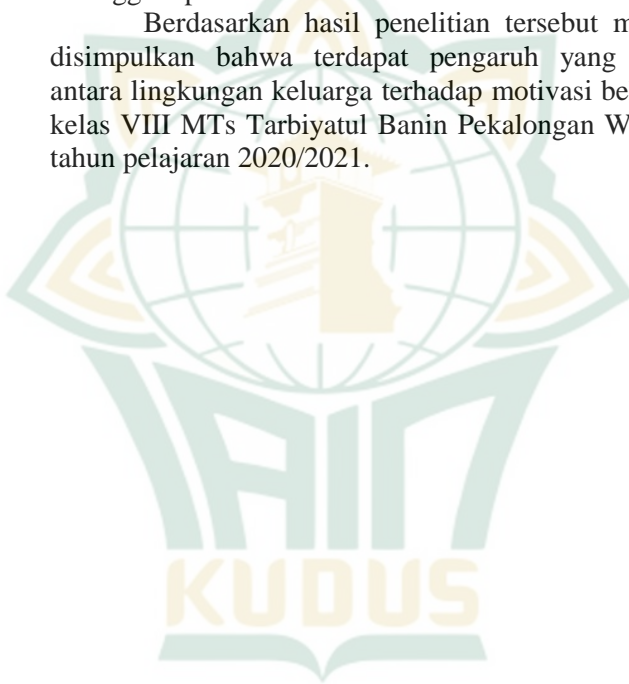 Berdasarkan hasil penelitian tersebut
disimpulkan bahwa terdapat pengaruh yang
antara lingkungan keluarga terhadap motivasi
kelas VIII MTs Tarbiyatul Banin Pekalongan
tahun pelajaran 2020/2021.
IAIN
KUDUS